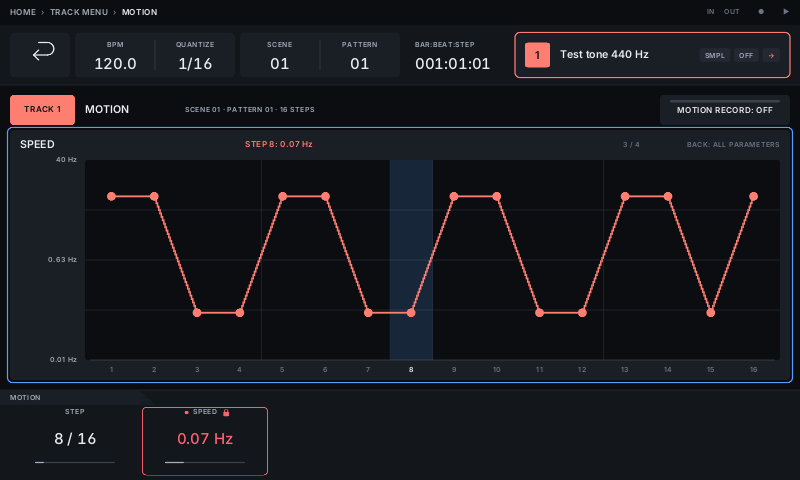 HOME › TRACK MENU › MOTION
IN OUT
BPM
120.0
QUANTIZE
1/16
SCENE
01
PATTERN
01
BAR:BEAT:STEP
001:01:01
1 Test tone 440 Hz SMPL OFF
TRACK 1 MOTION SCENE 01 · PATTERN 01 · 16 STEPS MOTION RECORD: OFF
SPEED STEP 8: 0.07 Hz 3 / 4 BACK: ALL PARAMETERS
40 Hz
0.63 Hz
0.01 Hz
1 2 3 4 5 6 7 8 9 10 11 12 13 14 15 16
MOTION
STEP
8 / 16
SPEED
0.07 Hz